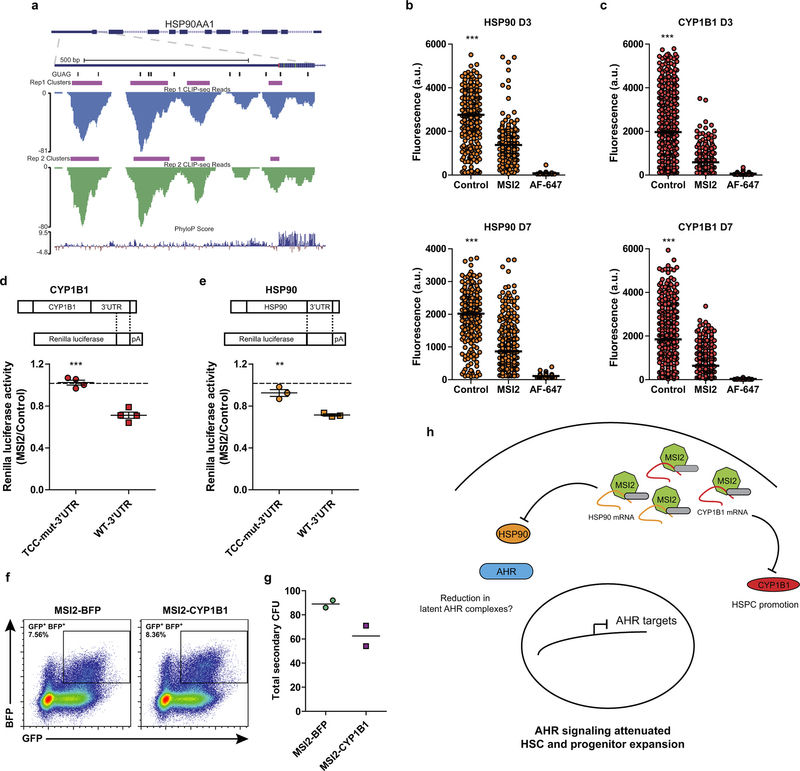 a
HSP90AA1
500 bp
GUAG
Rep1 Clusters
Rep 1 CLIP-seq Reads
0
-81
Rep 2 Clusters
Rep 2 CLIP-seq Reads
0
-80
PhyloP Score
9.5
-4.8
b
HSP90 D3
***
Fluorescence (a.u.)
6000
4000
2000
0
Control MSI2 AF-647
HSP90 D7
***
Fluorescence (a.u.)
4000
3000
2000
1000
0
Control MSI2 AF-647
c
CYP1B1 D3
***
Fluorescence (a.u.)
6000
4000
2000
0
Control MSI2 AF-647
CYP1B1 D7
***
Fluorescence (a.u.)
6000
4000
2000
0
Control MSI2 AF-647
d
CYP1B1
CYP1B1 3'UTR
Renilla luciferase pA
Renilla luciferase activity
(MSI2/Control)
1.2
0.8
0.4
0.0
***
TCC-mut-3'UTR
WT-3'UTR
e
HSP90
HSP90 3'UTR
Renilla luciferase pA
Renilla luciferase activity
(MSI2/Control)
1.2
0.8
0.4
0.0
**
TCC-mut-3'UTR
WT-3'UTR
f
MSI2-BFP
GFP+ BFP+
7.56%
MSI2-CYP1B1
GFP+ BFP+
8.36%
BFP
GFP
g
Total secondary CFU
100
80
60
40
20
0
MSI2-BFP
MSI2-CYP1B1
h
MSI2
MSI2
MSI2
MSI2
HSP90 mRNA
CYP1B1 mRNA
HSP90
AHR
Reduction in
latent AHR complexes?
CYP1B1
HSPC promotion
AHR targets
AHR signaling attenuated
HSC and progenitor expansion